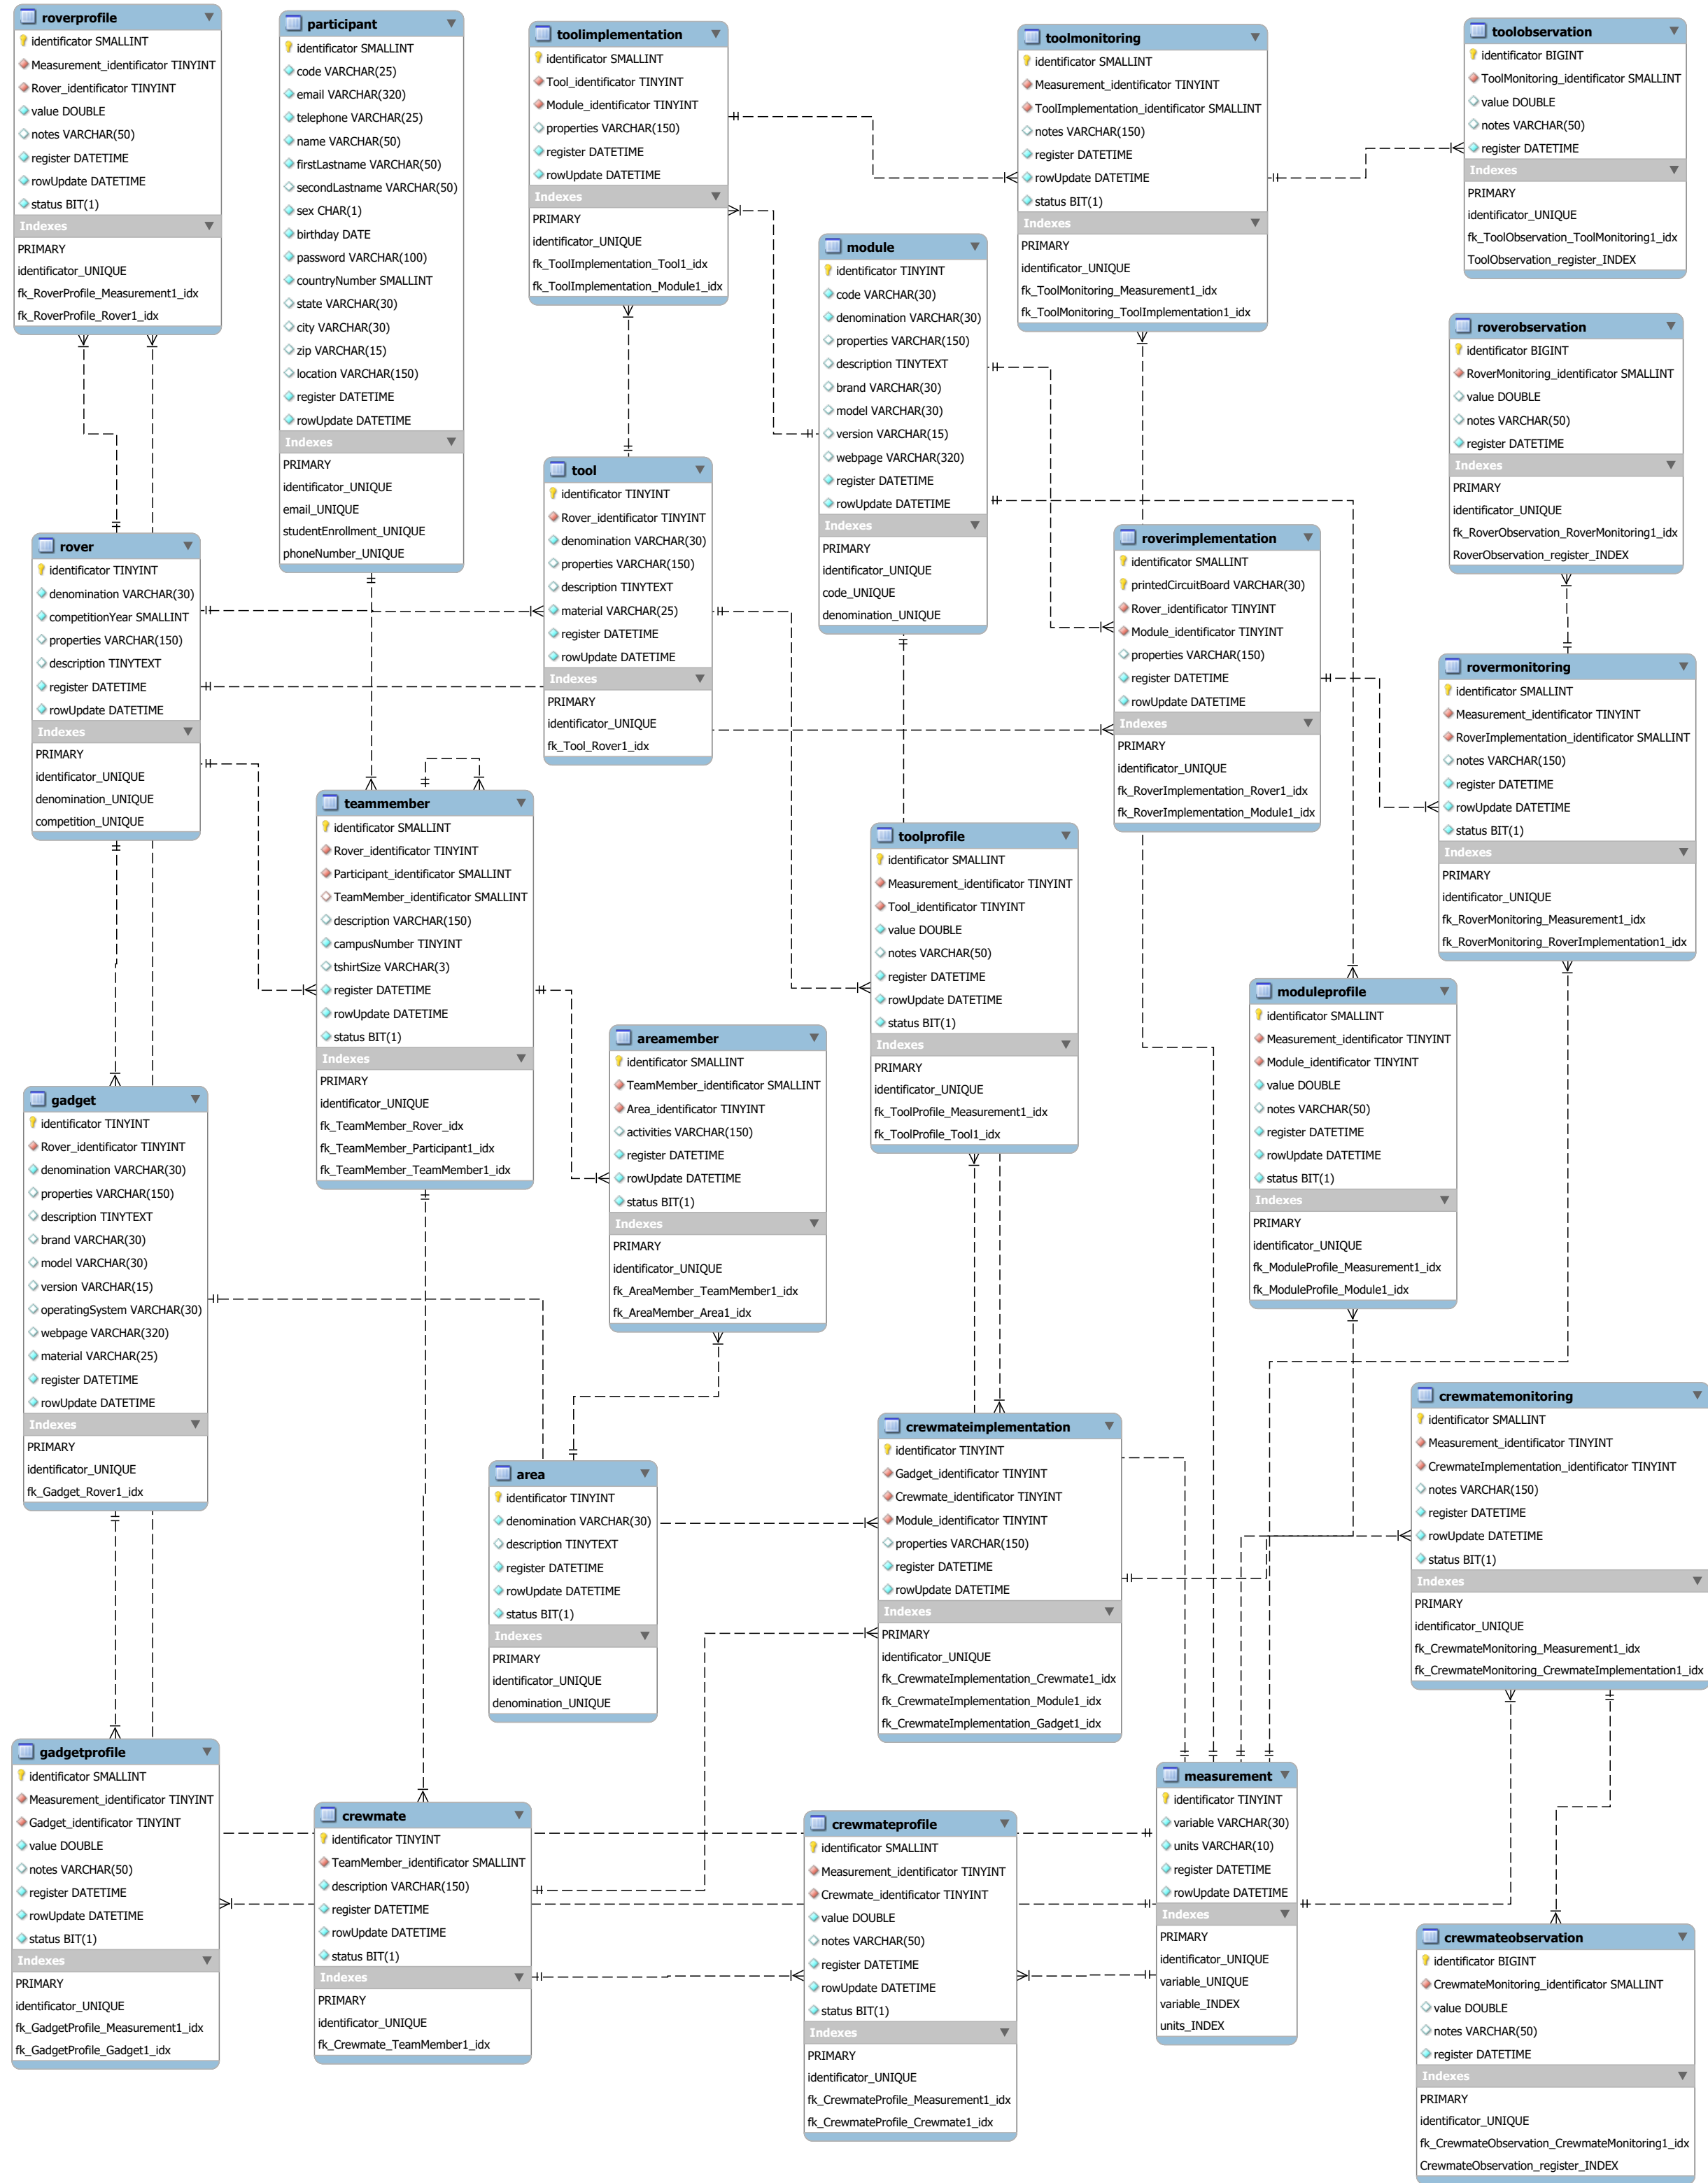 roverprofile
identificator SMALLINT
Measurement_identificator TINYINT
Rover_identificator TINYINT
value DOUBLE
notes VARCHAR(50)
register DATETIME
rowUpdate DATETIME
status BIT(1)
Indexes
PRIMARY
identificator_UNIQUE
fk_RoverProfile_Measurement1_idx
fk_RoverProfile_Rover1_idx
participant
identificator SMALLINT
code VARCHAR(25)
email VARCHAR(320)
telephone VARCHAR(25)
name VARCHAR(50)
firstLastname VARCHAR(50)
secondLastname VARCHAR(50)
sex CHAR(1)
birthday DATE
password VARCHAR(100)
countryNumber SMALLINT
state VARCHAR(30)
city VARCHAR(30)
zip VARCHAR(15)
location VARCHAR(150)
register DATETIME
rowUpdate DATETIME
Indexes
PRIMARY
identificator_UNIQUE
email_UNIQUE
studentEnrollment_UNIQUE
phoneNumber_UNIQUE
toolimplementation
identificator SMALLINT
Tool_identificator TINYINT
Module_identificator TINYINT
properties VARCHAR(150)
register DATETIME
rowUpdate DATETIME
Indexes
PRIMARY
identificator_UNIQUE
fk_ToolImplementation_Tool1_idx
fk_ToolImplementation_Module1_idx
toolmonitoring
identificator SMALLINT
Measurement_identificator TINYINT
ToolImplementation_identificator SMALLINT
notes VARCHAR(150)
register DATETIME
rowUpdate DATETIME
status BIT(1)
Indexes
PRIMARY
identificator_UNIQUE
fk_ToolMonitoring_Measurement1_idx
fk_ToolMonitoring_ToolImplementation1_idx
toolobservation
identificator BIGINT
ToolMonitoring_identificator SMALLINT
value DOUBLE
notes VARCHAR(50)
register DATETIME
Indexes
PRIMARY
identificator_UNIQUE
fk_ToolObservation_ToolMonitoring1_idx
ToolObservation_register_INDEX
module
identificator TINYINT
code VARCHAR(30)
denomination VARCHAR(30)
properties VARCHAR(150)
description TINYTEXT
brand VARCHAR(30)
model VARCHAR(30)
version VARCHAR(15)
webpage VARCHAR(320)
register DATETIME
rowUpdate DATETIME
Indexes
PRIMARY
identificator_UNIQUE
code_UNIQUE
denomination_UNIQUE
roverobservation
identificator BIGINT
RoverMonitoring_identificator SMALLINT
value DOUBLE
notes VARCHAR(50)
register DATETIME
Indexes
PRIMARY
identificator_UNIQUE
fk_RoverObservation_RoverMonitoring1_idx
RoverObservation_register_INDEX
tool
identificator TINYINT
Rover_identificator TINYINT
denomination VARCHAR(30)
properties VARCHAR(150)
description TINYTEXT
material VARCHAR(25)
register DATETIME
rowUpdate DATETIME
Indexes
PRIMARY
identificator_UNIQUE
fk_Tool_Rover1_idx
rover
identificator TINYINT
denomination VARCHAR(30)
competitionYear SMALLINT
properties VARCHAR(150)
description TINYTEXT
register DATETIME
rowUpdate DATETIME
Indexes
PRIMARY
identificator_UNIQUE
denomination_UNIQUE
competition_UNIQUE
roverimplementation
identificator SMALLINT
printedCircuitBoard VARCHAR(30)
Rover_identificator TINYINT
Module_identificator TINYINT
properties VARCHAR(150)
register DATETIME
rowUpdate DATETIME
Indexes
PRIMARY
identificator_UNIQUE
fk_RoverImplementation_Rover1_idx
fk_RoverImplementation_Module1_idx
rovermonitoring
identificator SMALLINT
Measurement_identificator TINYINT
RoverImplementation_identificator SMALLINT
notes VARCHAR(150)
register DATETIME
rowUpdate DATETIME
status BIT(1)
Indexes
PRIMARY
identificator_UNIQUE
fk_RoverMonitoring_Measurement1_idx
fk_RoverMonitoring_RoverImplementation1_idx
teammember
identificator SMALLINT
Rover_identificator TINYINT
Participant_identificator SMALLINT
TeamMember_identificator SMALLINT
description VARCHAR(150)
campusNumber TINYINT
tshirtSize VARCHAR(3)
register DATETIME
rowUpdate DATETIME
status BIT(1)
Indexes
PRIMARY
identificator_UNIQUE
fk_TeamMember_Rover_idx
fk_TeamMember_Participant1_idx
fk_TeamMember_TeamMember1_idx
toolprofile
identificator SMALLINT
Measurement_identificator TINYINT
Tool_identificator TINYINT
value DOUBLE
notes VARCHAR(50)
register DATETIME
rowUpdate DATETIME
status BIT(1)
Indexes
PRIMARY
identificator_UNIQUE
fk_ToolProfile_Measurement1_idx
fk_ToolProfile_Tool1_idx
moduleprofile
identificator SMALLINT
Measurement_identificator TINYINT
Module_identificator TINYINT
value DOUBLE
notes VARCHAR(50)
register DATETIME
rowUpdate DATETIME
status BIT(1)
Indexes
PRIMARY
identificator_UNIQUE
fk_ModuleProfile_Measurement1_idx
fk_ModuleProfile_Module1_idx
areamember
identificator SMALLINT
TeamMember_identificator SMALLINT
Area_identificator TINYINT
activities VARCHAR(150)
register DATETIME
rowUpdate DATETIME
status BIT(1)
Indexes
PRIMARY
identificator_UNIQUE
fk_AreaMember_TeamMember1_idx
fk_AreaMember_Area1_idx
gadget
identificator TINYINT
Rover_identificator TINYINT
denomination VARCHAR(30)
properties VARCHAR(150)
description TINYTEXT
brand VARCHAR(30)
model VARCHAR(30)
version VARCHAR(15)
operatingSystem VARCHAR(30)
webpage VARCHAR(320)
material VARCHAR(25)
register DATETIME
rowUpdate DATETIME
Indexes
PRIMARY
identificator_UNIQUE
fk_Gadget_Rover1_idx
crewmatemonitoring
identificator SMALLINT
Measurement_identificator TINYINT
CrewmateImplementation_identificator TINYINT
notes VARCHAR(150)
register DATETIME
rowUpdate DATETIME
status BIT(1)
Indexes
PRIMARY
identificator_UNIQUE
fk_CrewmateMonitoring_Measurement1_idx
fk_CrewmateMonitoring_CrewmateImplementation1_idx
crewmateimplementation
identificator TINYINT
Gadget_identificator TINYINT
Crewmate_identificator TINYINT
Module_identificator TINYINT
properties VARCHAR(150)
register DATETIME
rowUpdate DATETIME
Indexes
PRIMARY
identificator_UNIQUE
fk_CrewmateImplementation_Crewmate1_idx
fk_CrewmateImplementation_Module1_idx
fk_CrewmateImplementation_Gadget1_idx
area
identificator TINYINT
denomination VARCHAR(30)
description TINYTEXT
register DATETIME
rowUpdate DATETIME
status BIT(1)
Indexes
PRIMARY
identificator_UNIQUE
denomination_UNIQUE
gadgetprofile
identificator SMALLINT
Measurement_identificator TINYINT
Gadget_identificator TINYINT
value DOUBLE
notes VARCHAR(50)
register DATETIME
rowUpdate DATETIME
status BIT(1)
Indexes
PRIMARY
identificator_UNIQUE
fk_GadgetProfile_Measurement1_idx
fk_GadgetProfile_Gadget1_idx
crewmate
identificator TINYINT
TeamMember_identificator SMALLINT
description VARCHAR(150)
register DATETIME
rowUpdate DATETIME
status BIT(1)
Indexes
PRIMARY
identificator_UNIQUE
fk_Crewmate_TeamMember1_idx
crewmateprofile
identificator SMALLINT
Measurement_identificator TINYINT
Crewmate_identificator TINYINT
value DOUBLE
notes VARCHAR(50)
register DATETIME
rowUpdate DATETIME
status BIT(1)
Indexes
PRIMARY
identificator_UNIQUE
fk_CrewmateProfile_Measurement1_idx
fk_CrewmateProfile_Crewmate1_idx
measurement
identificator TINYINT
variable VARCHAR(30)
units VARCHAR(10)
register DATETIME
rowUpdate DATETIME
Indexes
PRIMARY
identificator_UNIQUE
variable_UNIQUE
variable_INDEX
units_INDEX
crewmateobservation
identificator BIGINT
CrewmateMonitoring_identificator SMALLINT
value DOUBLE
notes VARCHAR(50)
register DATETIME
Indexes
PRIMARY
identificator_UNIQUE
fk_CrewmateObservation_CrewmateMonitoring1_idx
CrewmateObservation_register_INDEX